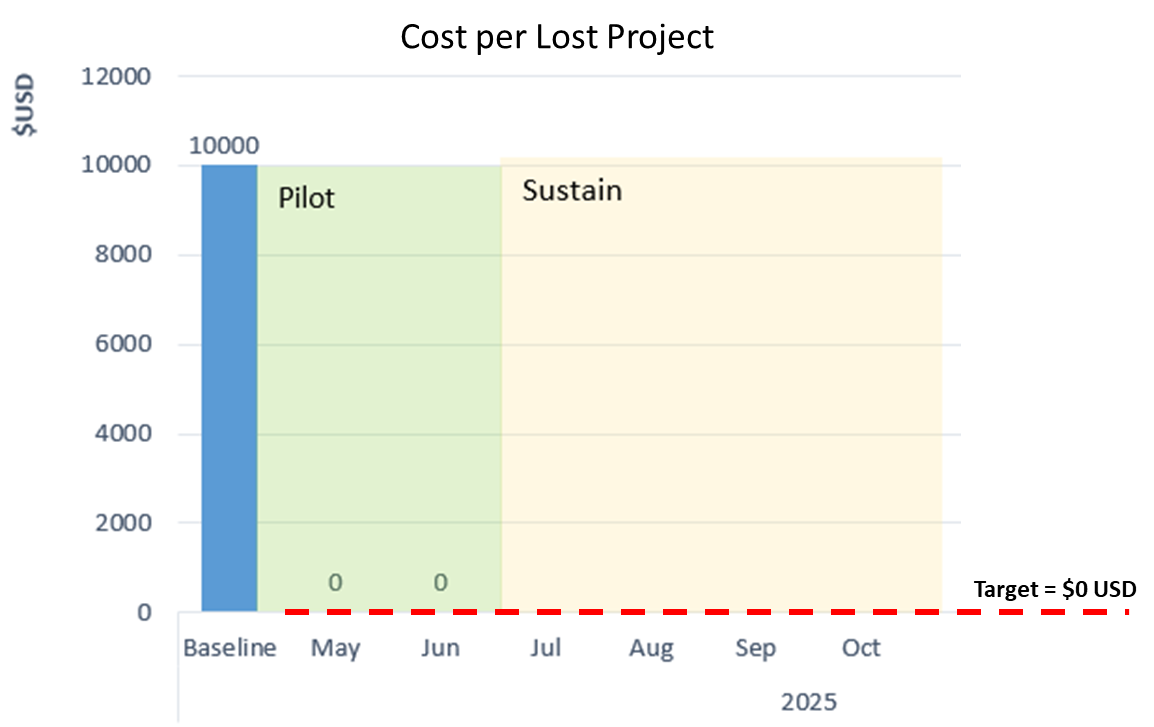 Cost per Lost Project
$USD
12000
10000
10000
Pilot
Sustain
8000
6000
4000
2000
0
0
Target = $0 USD
0
Baseline
May
Jun
Jul
Aug
Sep
Oct
2025